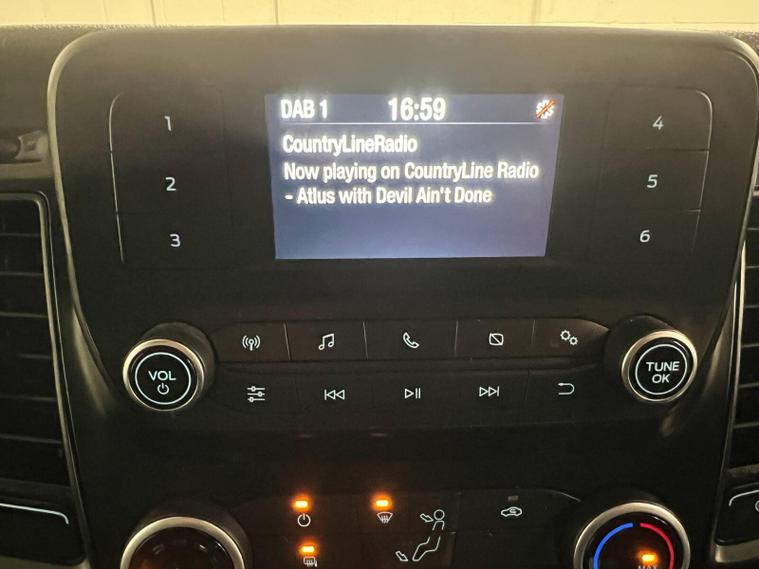 DAB 1 16:59
CountryLineRadio
Now playing on CountryLine Radio
- Atlus with Devil Ain't Done
1
2
3
4
5
6
VOL
TUNE
OK
MAX